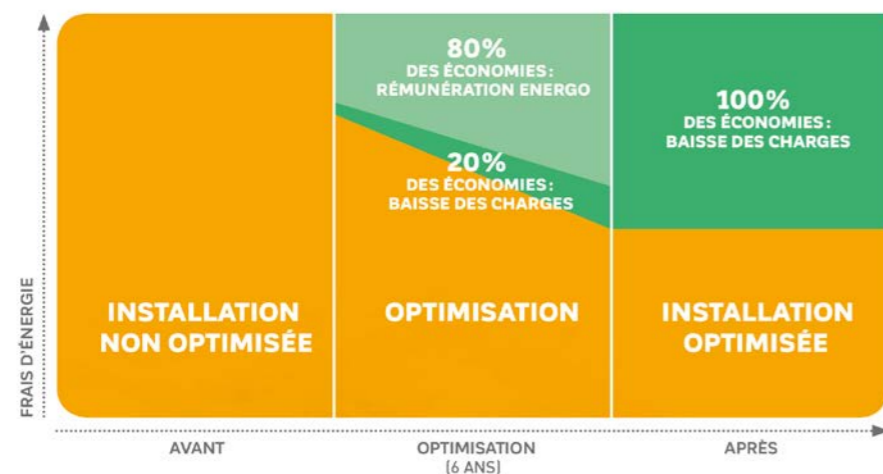 FRAIS D'ÉNERGIE
INSTALLATION
NON OPTIMISÉE
80%
DES ÉCONOMIES :
RÉMUNÉRATION ENERGO
20%
DES ÉCONOMIES :
BAISSE DES CHARGES
OPTIMISATION
100%
DES ÉCONOMIES :
BAISSE DES CHARGES
INSTALLATION
OPTIMISÉE
AVANT
OPTIMISATION
(6 ANS)
APRÈS